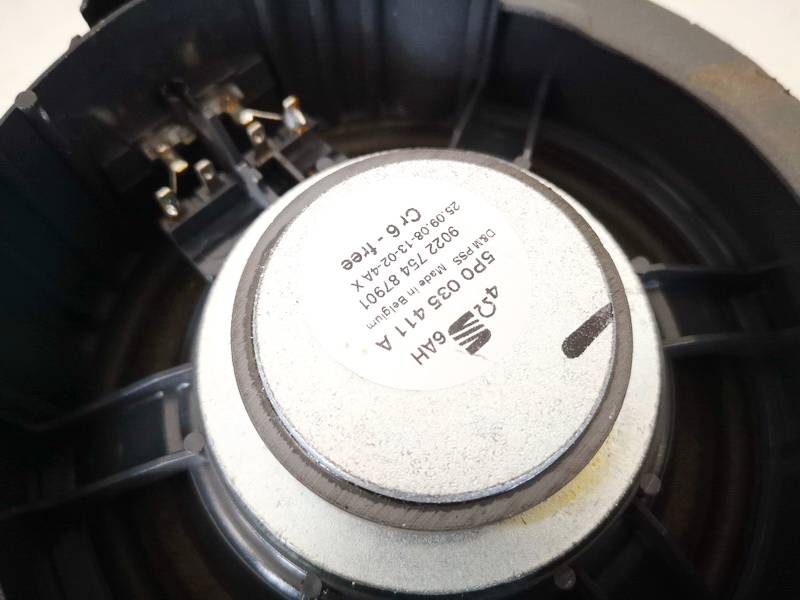 4Ω 6AH
5P0 035 411 A
D&M PSS Made in Belgium
9022 754 87901
25.09.08-13-02-4A X
Cr 6 - free